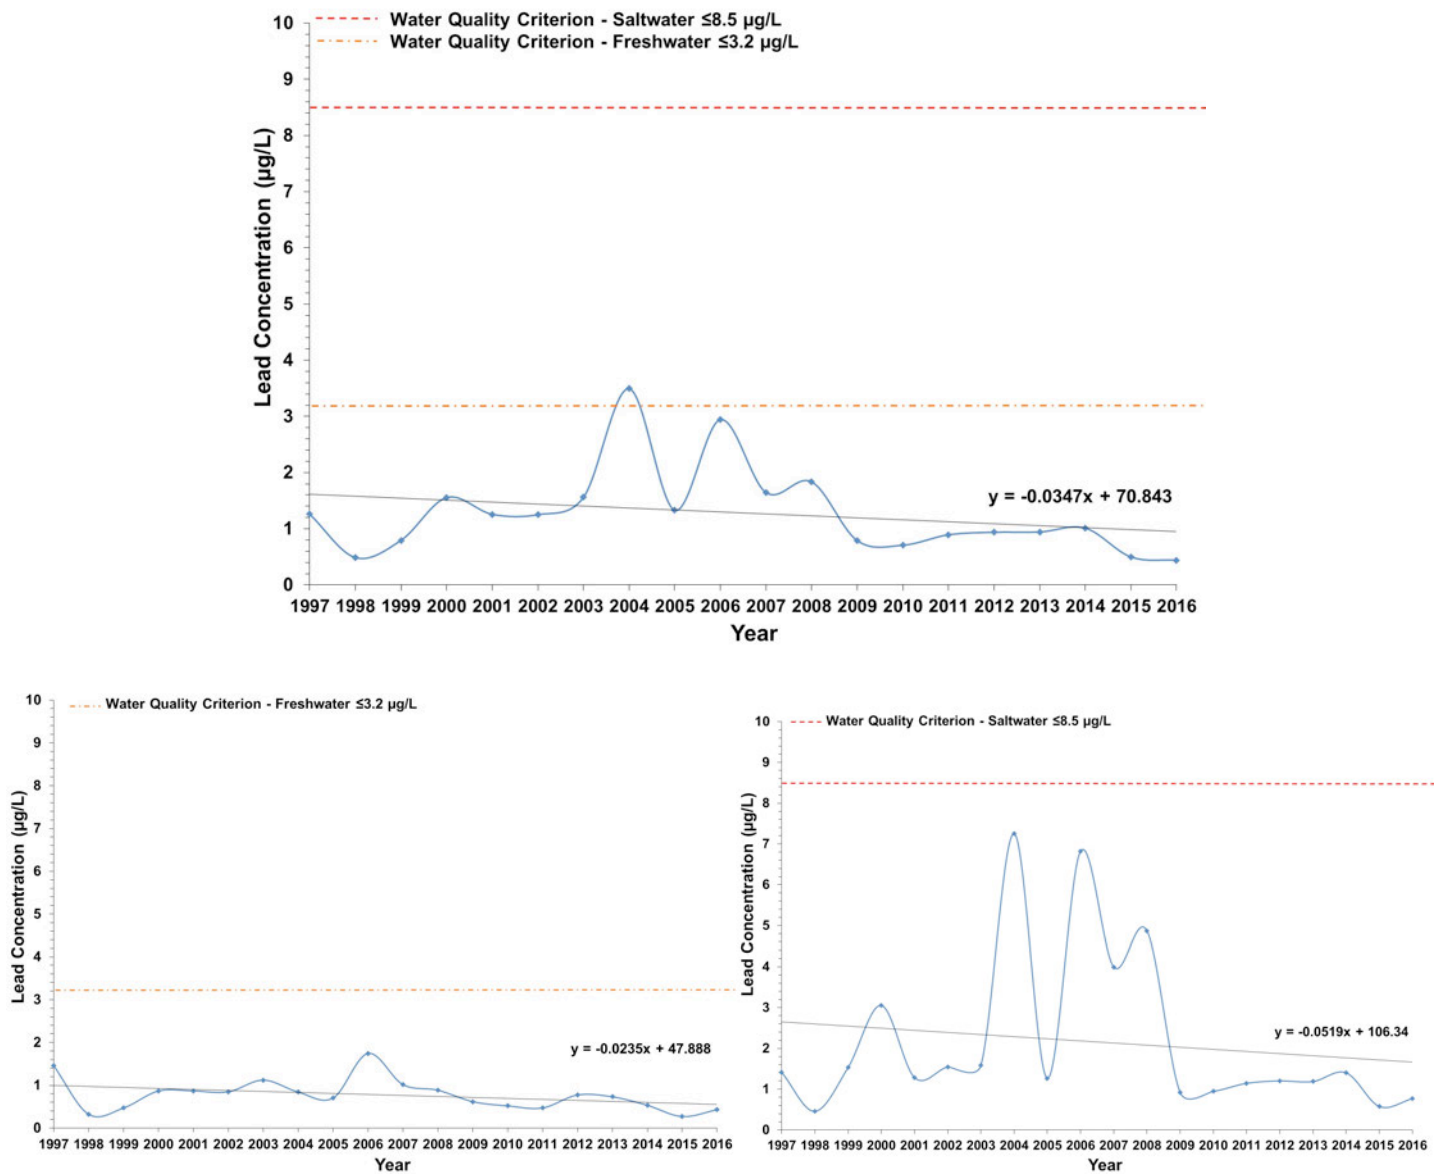 Water Quality Criterion - Saltwater ≤8.5 µg/L
Water Quality Criterion - Freshwater ≤3.2 µg/L
10
9
8
7
6
5
4
3
2
1
0
Lead Concentration (µg/L)
y = -0.0347x + 70.843
1997 1998 1999 2000 2001 2002 2003 2004 2005 2006 2007 2008 2009 2010 2011 2012 2013 2014 2015 2016
Year
Water Quality Criterion - Freshwater ≤3.2 µg/L
10
9
8
7
6
5
4
3
2
1
0
Lead Concentration (µg/L)
y = -0.0235x + 47.888
1997 1998 1999 2000 2001 2002 2003 2004 2005 2006 2007 2008 2009 2010 2011 2012 2013 2014 2015 2016
Year
Water Quality Criterion - Saltwater ≤8.5 µg/L
10
9
8
7
6
5
4
3
2
1
0
Lead Concentration (µg/L)
y = -0.0519x + 106.34
1997 1998 1999 2000 2001 2002 2003 2004 2005 2006 2007 2008 2009 2010 2011 2012 2013 2014 2015 2016
Year